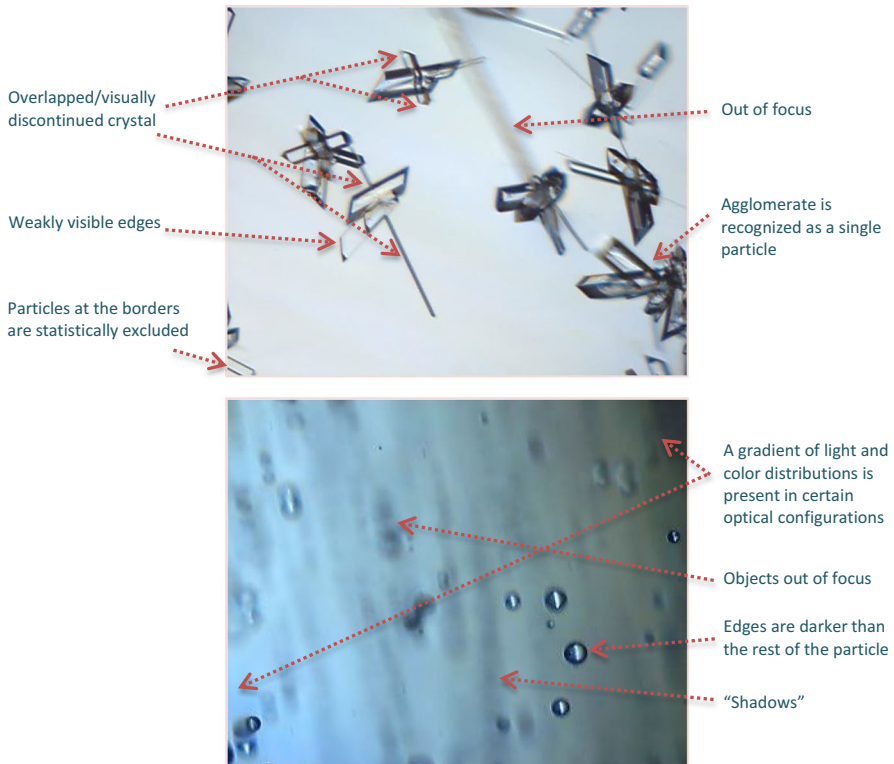 Overlapped/visually
discontinued crystal
Weakly visible edges
Particles at the borders
are statistically excluded
Out of focus
Agglomerate is
recognized as a single
particle
A gradient of light and
color distributions is
present in certain
optical configurations
Objects out of focus
Edges are darker than
the rest of the particle
“Shadows”